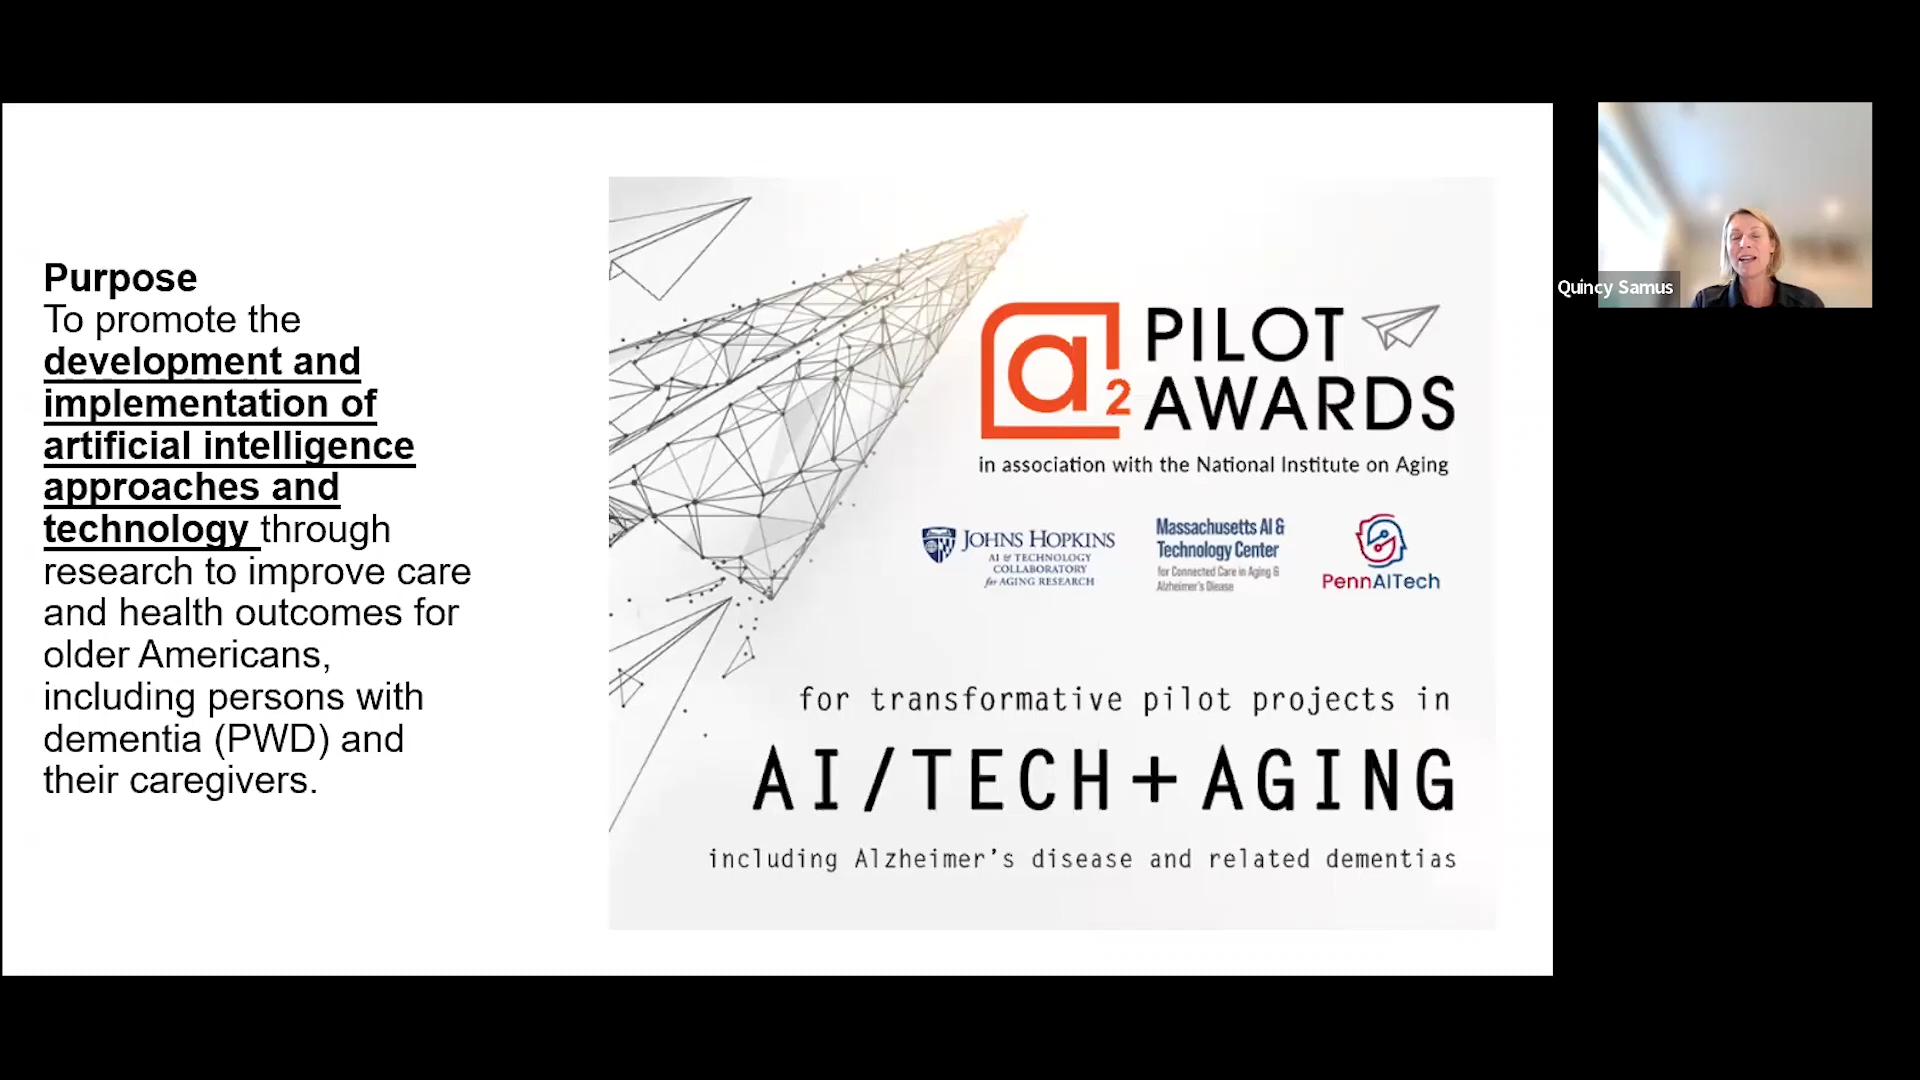 Purpose
To promote the
development and
implementation of
artificial intelligence
approaches and
technology through
research to improve care
and health outcomes for
older Americans,
including persons with
dementia (PWD) and
their caregivers.
a2 PILOT
AWARDS
in association with the National Institute on Aging
JOHNS HOPKINS
AI & TECHNOLOGY
COLLABORATORY
for AGING RESEARCH
Massachusetts AI &
Technology Center
for Connected Care in Aging &
Alzheimer's Disease
PennAITech
for transformative pilot projects in
AI/TECH+AGING
including Alzheimer's disease and related dementias
Quincy Samus